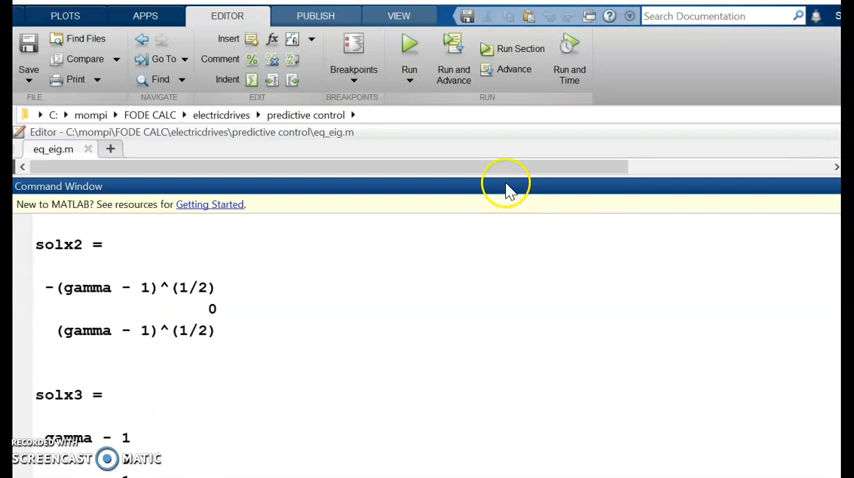 PLOTS APPS EDITOR PUBLISH VIEW Search Documentation S
Find Files Insert fx
Compare Go To Comment % Run Section
Save Print Find Indent Breakpoints Run Run and Advance Advance Run and Time
FILE NAVIGATE EDIT BREAKPOINTS RUN
C: mompi FODE CALC electricdrives predictive control
Editor - C:\mompi\FODE CALC\electricdrives\predictive control\eq_eig.m
eq_eig.m
Command Window
New to MATLAB? See resources for Getting Started.
solx2 =
-(gamma - 1)^(1/2)
0
(gamma - 1)^(1/2)
solx3 =
gamma - 1
RECORDED WITH
SCREENCAST MATIC